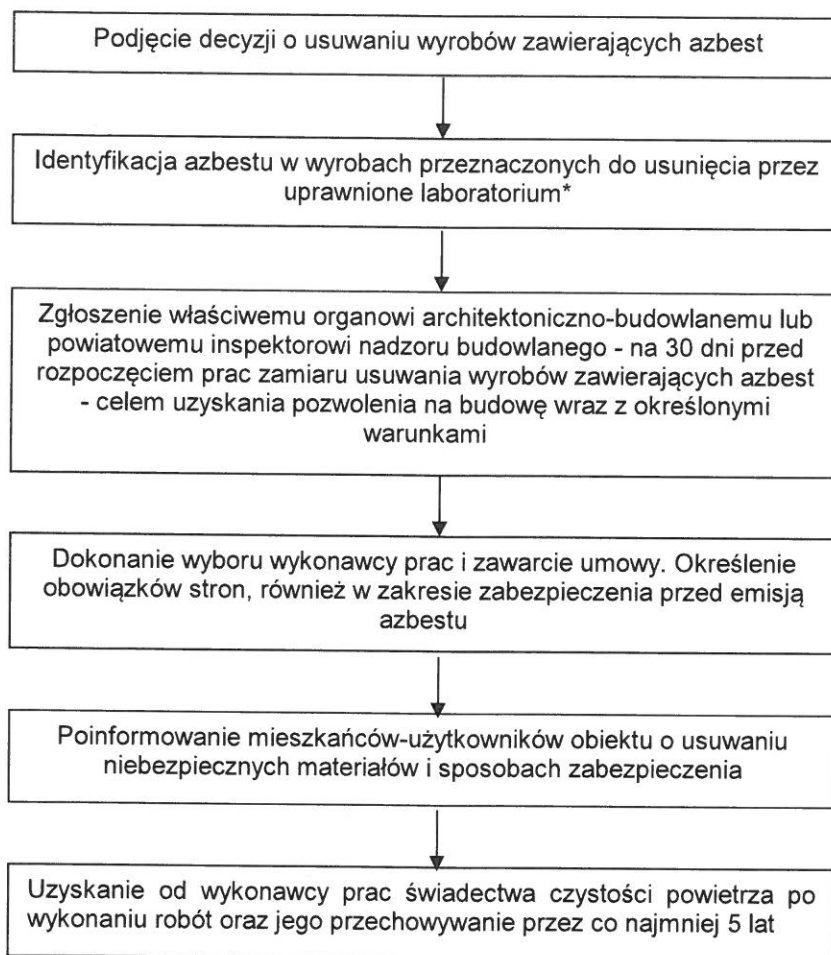 Podjęcie decyzji o usuwaniu wyrobów zawierających azbest
Identyfikacja azbestu w wyrobach przeznaczonych do usunięcia przez
uprawnione laboratorium*
Zgłoszenie właściwemu organowi architektoniczno-budowlanemu lub
powiatowemu inspektorowi nadzoru budowlanego - na 30 dni przed
rozpoczęciem prac zamiaru usuwania wyrobów zawierających azbest
- celem uzyskania pozwolenia na budowę wraz z określonymi
warunkami
Dokonanie wyboru wykonawcy prac i zawarcie umowy. Określenie
obowiązków stron, również w zakresie zabezpieczenia przed emisją
azbestu
Poinformowanie mieszkańców-użytkowników obiektu o usuwaniu
niebezpiecznych materiałów i sposobach zabezpieczenia
Uzyskanie od wykonawcy prac świadectwa czystości powietrza po
wykonaniu robót oraz jego przechowywanie przez co najmniej 5 lat